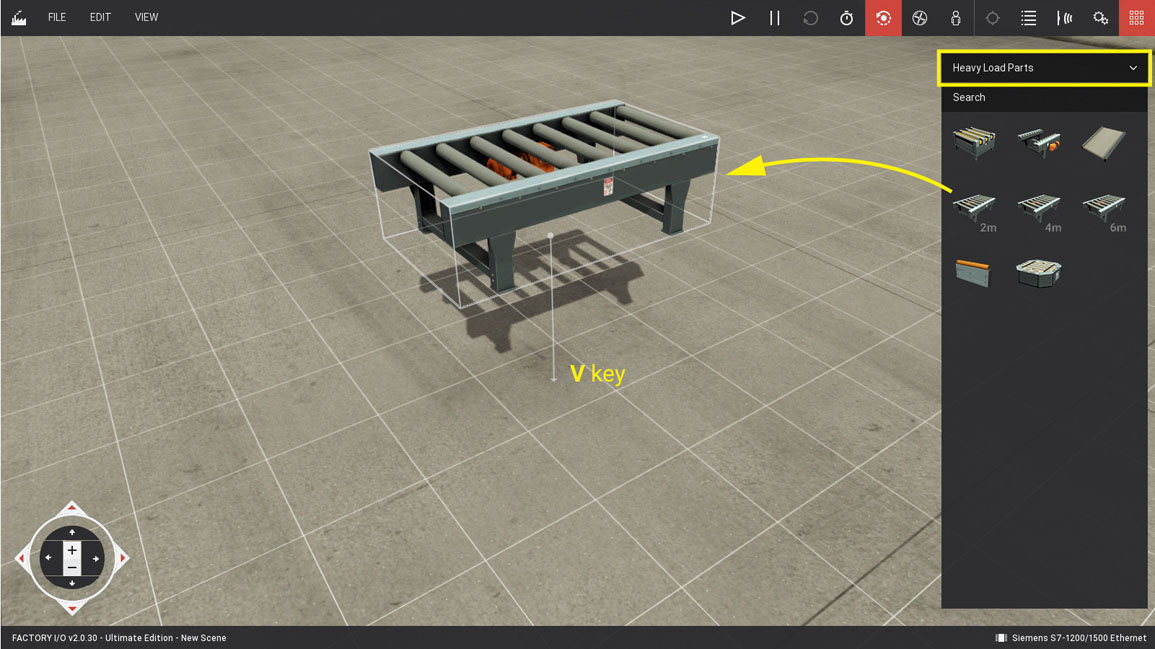 FILE EDIT VIEW
Heavy Load Parts
Search
2m 4m 6m
V key
FACTORY I/O v2.0.30 - Ultimate Edition - New Scene
Siemens S7-1200/1500 Ethernet